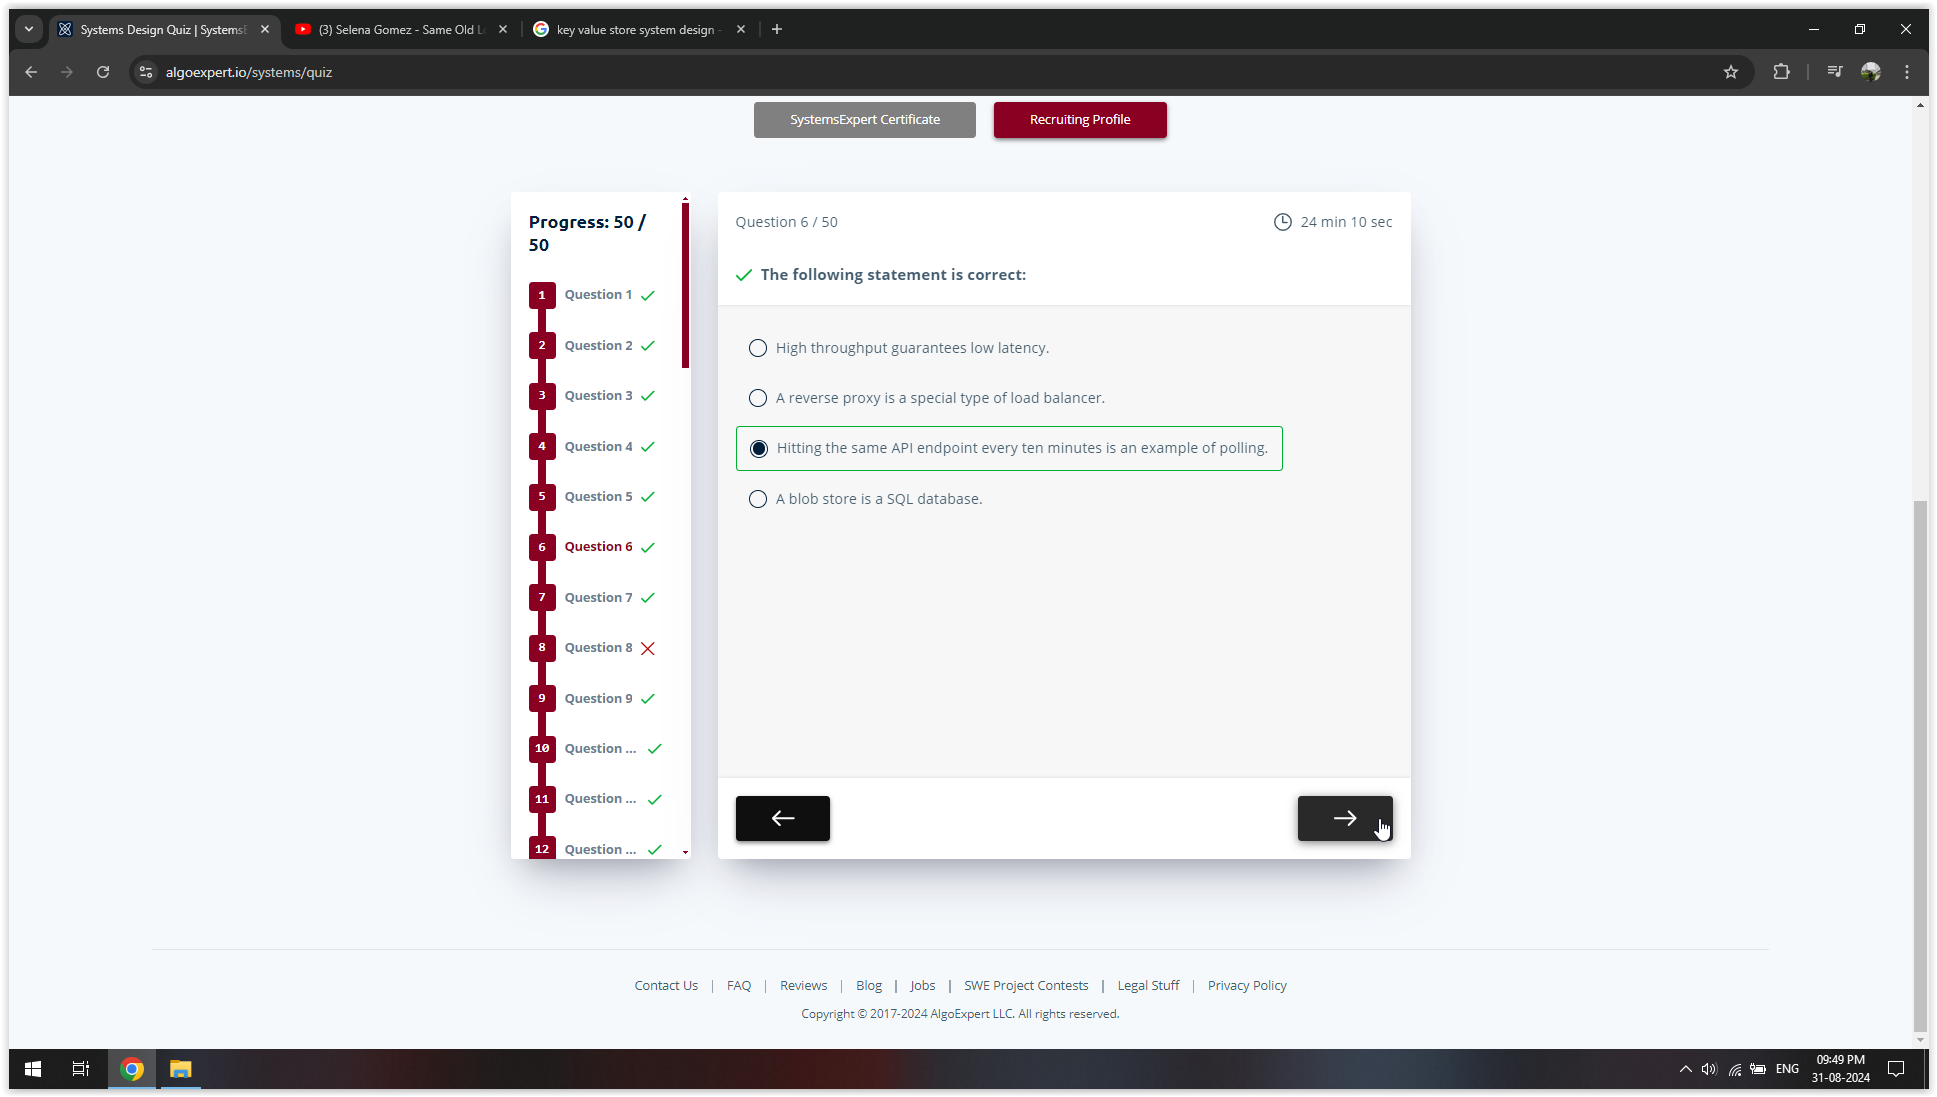 Systems Design Quiz | Systems
(3) Selena Gomez - Same Old L
key value store system design -
algoexpert.io/systems/quiz
SystemsExpert Certificate
Recruiting Profile
Progress: 50 /
50
1 Question 1
2 Question 2
3 Question 3
4 Question 4
5 Question 5
6 Question 6
7 Question 7
8 Question 8
9 Question 9
10 Question ...
11 Question ...
12 Question ...
Question 6 / 50
24 min 10 sec
The following statement is correct:
High throughput guarantees low latency.
A reverse proxy is a special type of load balancer.
Hitting the same API endpoint every ten minutes is an example of polling.
A blob store is a SQL database.
Contact Us | FAQ | Reviews | Blog | Jobs | SWE Project Contests | Legal Stuff | Privacy Policy
Copyright © 2017-2024 AlgoExpert LLC. All rights reserved.
ENG
09:49 PM
31-08-2024